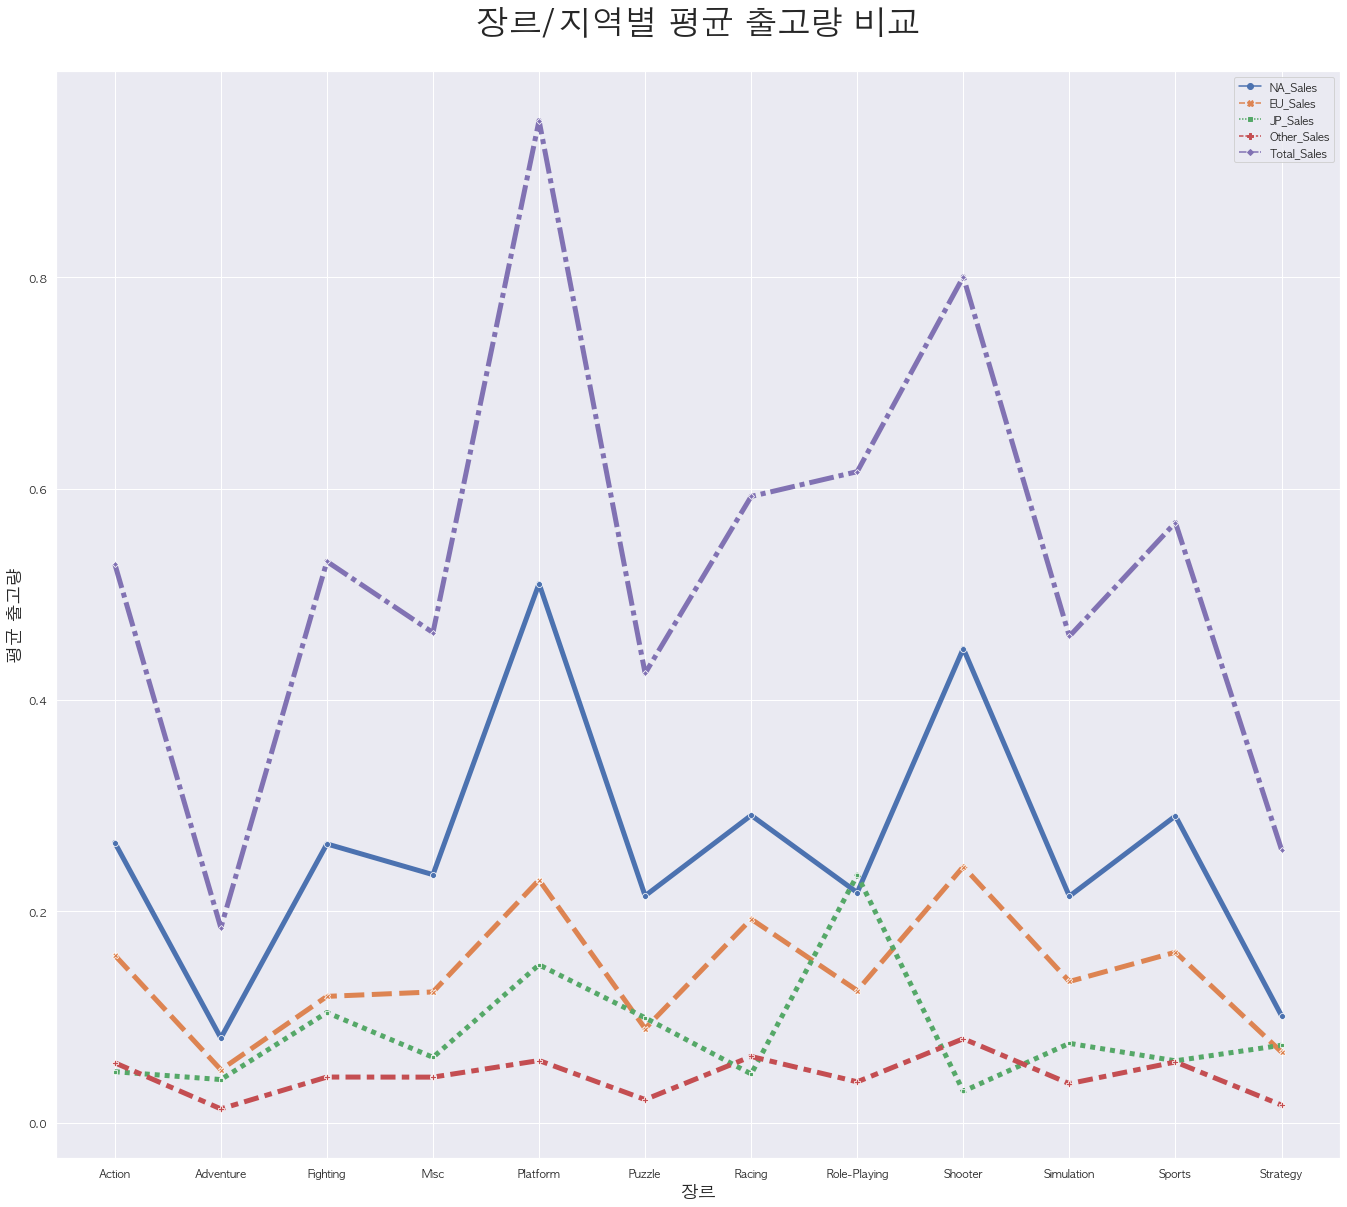 장르/지역별 평균 출고량 비교
NA_Sales
EU_Sales
JP_Sales
Other_Sales
Total_Sales
0.8
0.6
0.4
0.2
0.0
평균 출고량
Action Adventure Fighting Misc Platform Puzzle Racing Role-Playing Shooter Simulation Sports Strategy
장르